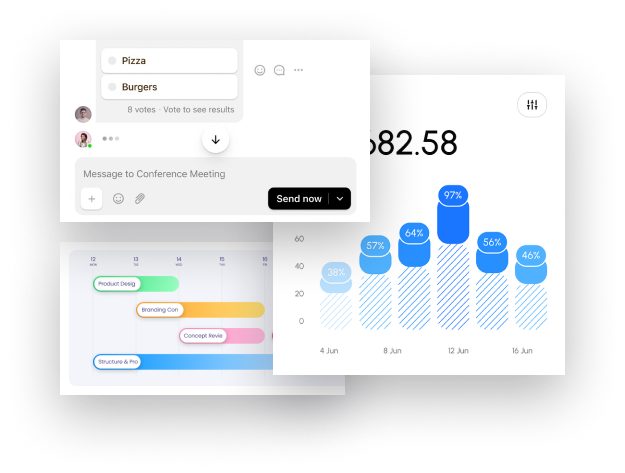 Pizza
Burgers
8 votes · Vote to see results
Message to Conference Meeting
Send now
682.58
97%
64%
57%
56%
46%
38%
60
40
20
0
4 Jun
8 Jun
12 Jun
16 Jun
12
13
14
15
16
MON
TUE
WED
THU
Product Desig
Branding Con
Concept Revie
Structure & Pro